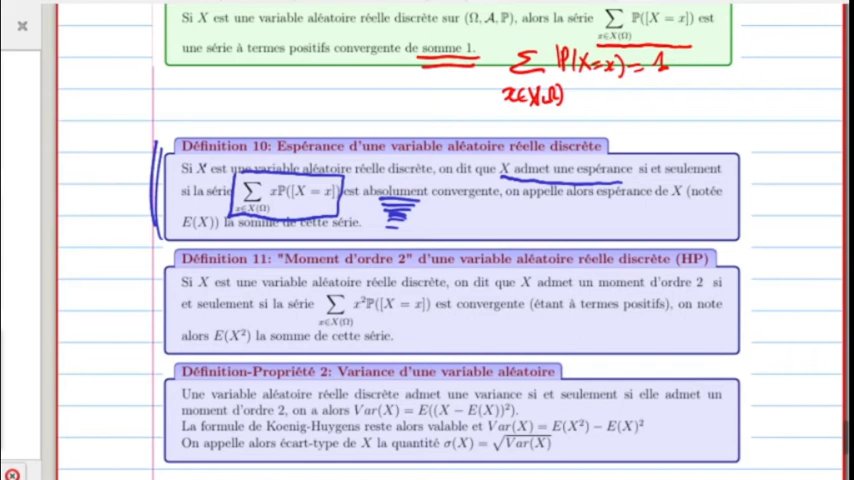 Si X est une variable aléatoire réelle discrète sur (Ω, 𝒜, ℙ), alors la série ∑ ℙ([X = x]) est
x∈X(Ω)
une série à termes positifs convergente de somme 1.
∑ ℙ(X=x) = 1
x∈X(Ω)
Définition 10: Espérance d'une variable aléatoire réelle discrète
Si X est une variable aléatoire réelle discrète, on dit que X admet une espérance si et seulement
si la série ∑ xℙ([X = x]) est absolument convergente, on appelle alors espérance de X (notée
x∈X(Ω)
E(X)) la somme de cette série.
Définition 11: "Moment d'ordre 2" d'une variable aléatoire réelle discrète (HP)
Si X est une variable aléatoire réelle discrète, on dit que X admet un moment d'ordre 2 si
et seulement si la série ∑ x²ℙ([X = x]) est convergente (étant à termes positifs), on note
x∈X(Ω)
alors E(X²) la somme de cette série.
Définition-Propriété 2: Variance d'une variable aléatoire
Une variable aléatoire réelle discrète admet une variance si et seulement si elle admet un
moment d'ordre 2, on a alors Var(X) = E((X − E(X))²).
La formule de Koenig-Huygens reste alors valable et Var(X) = E(X²) − E(X)²
On appelle alors écart-type de X la quantité σ(X) = √Var(X)